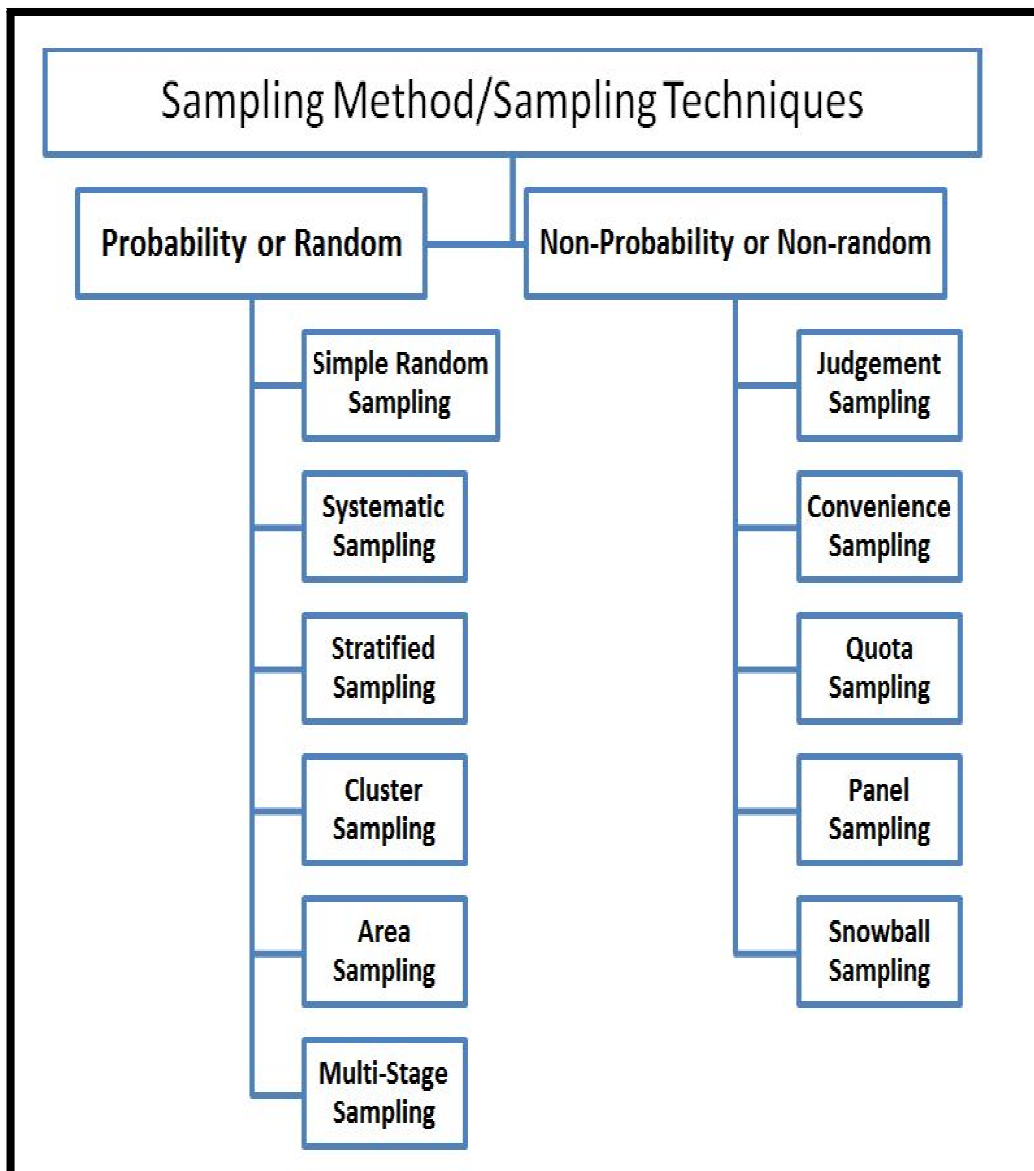 Sampling Method/Sampling Techniques
Probability or Random
Non-Probability or Non-random
Simple Random
Sampling
Systematic
Sampling
Stratified
Sampling
Cluster
Sampling
Area
Sampling
Multi-Stage
Sampling
Judgement
Sampling
Convenience
Sampling
Quota
Sampling
Panel
Sampling
Snowball
Sampling